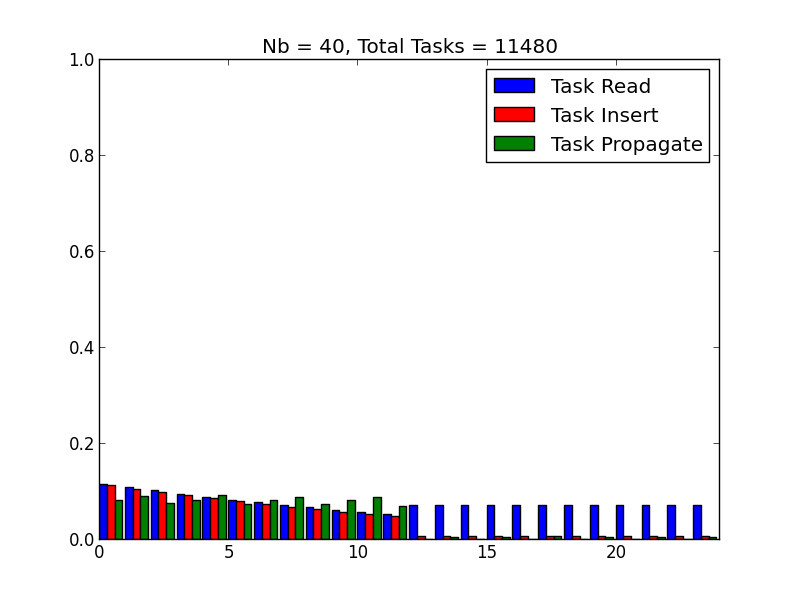 Nb = 40, Total Tasks = 11480
1.0
Task Read
Task Insert
Task Propagate
0.8
0.6
0.4
0.2
0.0
0 5 10 15 20